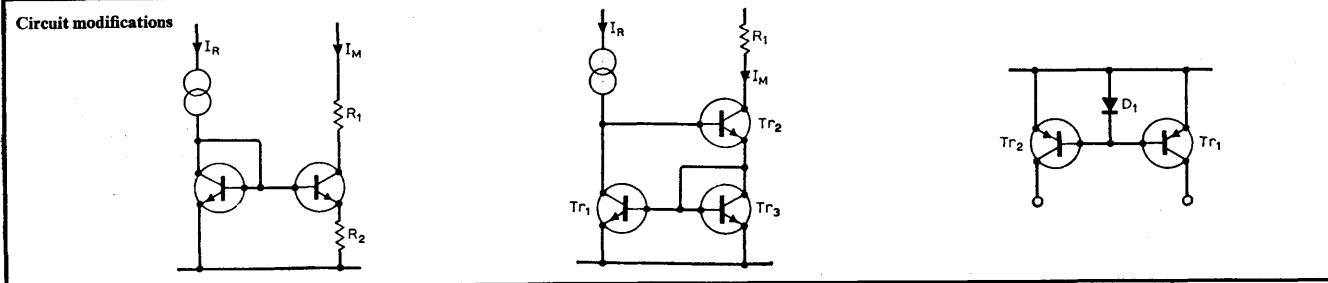 Circuit modifications
I_R
I_M
R_1
R_2
I_R
R_1
I_M
Tr_2
Tr_1
Tr_3
D_1
Tr_2
Tr_1